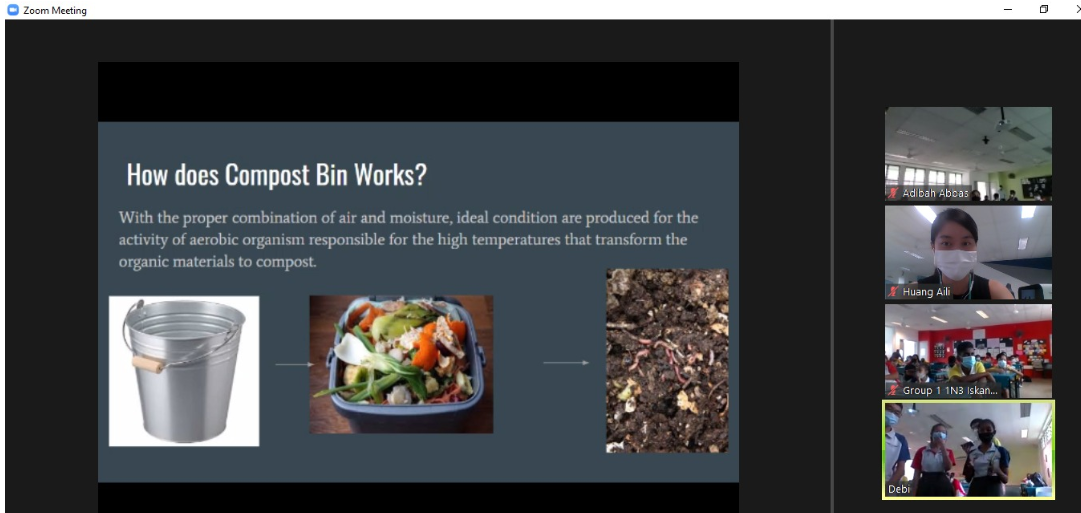 Zoom Meeting
How does Compost Bin Works?
With the proper combination of air and moisture, ideal condition are produced for the
activity of aerobic organism responsible for the high temperatures that transform the
organic materials to compost.
Adibah Abbas
Huang Aili
Group 1 1N3 Iskan...
Debi